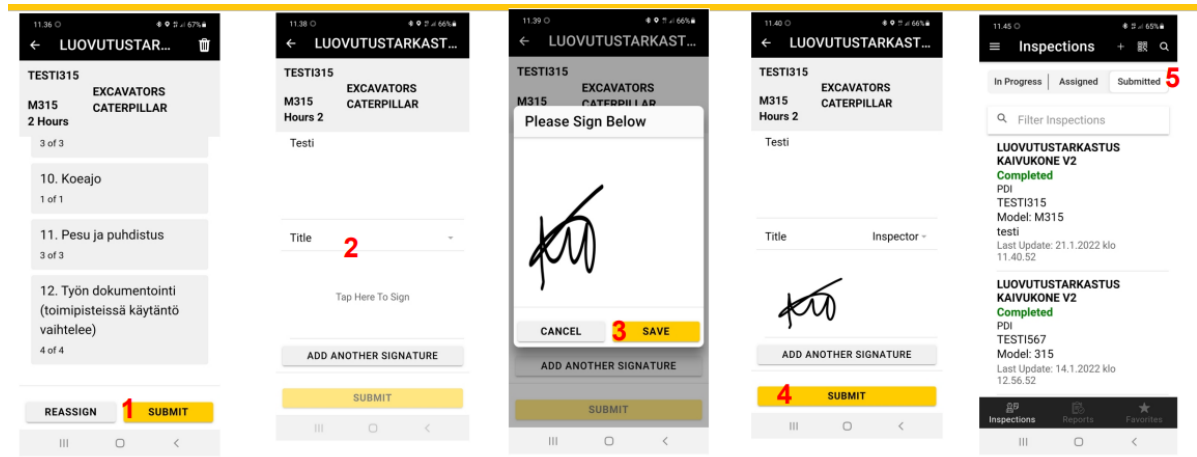 11.36 67%
← LUOVUTUSTAR...
TESTI315
EXCAVATORS
M315 CATERPILLAR
2 Hours
3 of 3
10. Koeajo
1 of 1
11. Pesu ja puhdistus
3 of 3
12. Työn dokumentointi
(toimipisteissä käytäntö
vaihtelee)
4 of 4
REASSIGN 1 SUBMIT
11.38 66%
← LUOVUTUSTARKAST...
TESTI315
EXCAVATORS
M315 CATERPILLAR
Hours 2
Testi
Title 2
Tap Here To Sign
ADD ANOTHER SIGNATURE
SUBMIT
11.39 66%
← LUOVUTUSTARKAST...
TESTI315
EXCAVATORS
M315 CATERPILLAR
Please Sign Below
CANCEL 3 SAVE
ADD ANOTHER SIGNATURE
SUBMIT
11.40 66%
← LUOVUTUSTARKAST...
TESTI315
EXCAVATORS
M315 CATERPILLAR
Hours 2
Testi
Title Inspector
ADD ANOTHER SIGNATURE
4 SUBMIT
11.45 65%
Inspections
In Progress Assigned Submitted 5
Filter Inspections
LUOVUTUSTARKASTUS
KAIVUKONE V2
Completed
PDI
TESTI315
Model: M315
testi
Last Update: 21.1.2022 klo
11.40.52
LUOVUTUSTARKASTUS
KAIVUKONE V2
Completed
PDI
TESTI567
Model: 315
Last Update: 14.1.2022 klo
12.56.52
Inspections Reports Favorites